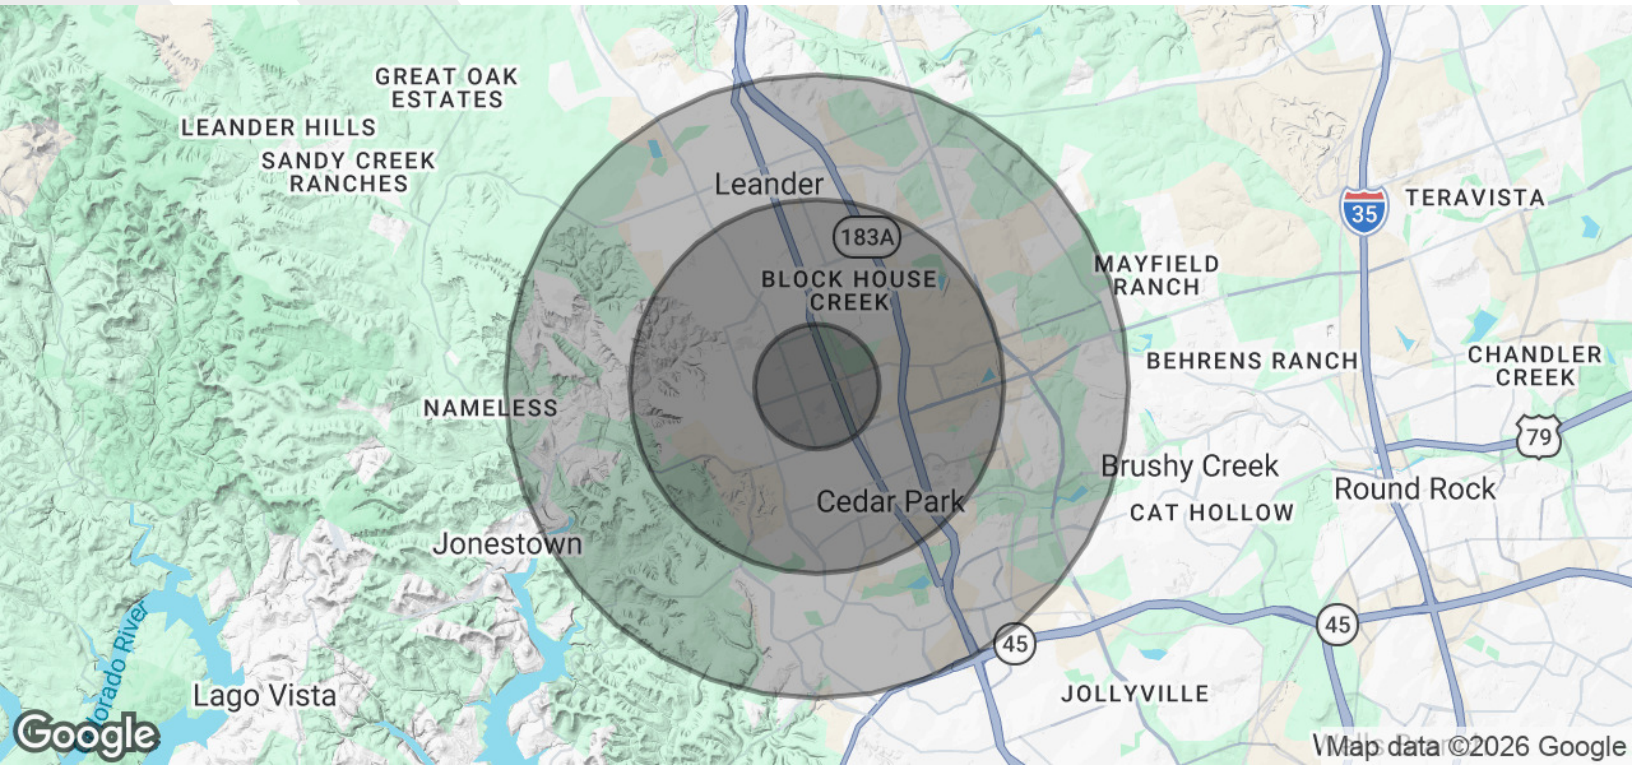 GREAT OAK
ESTATES
LEANDER HILLS
SANDY CREEK
RANCHES
Leander
183A
BLOCK HOUSE
CREEK
35
TERAVISTA
MAYFIELD
RANCH
BEHRENS RANCH
CHANDLER
CREEK
NAMELESS
79
Brushy Creek
Round Rock
Cedar Park
CAT HOLLOW
Jonestown
45
45
orado River
Lago Vista
JOLLYVILLE
Google
Map data ©2026 Google